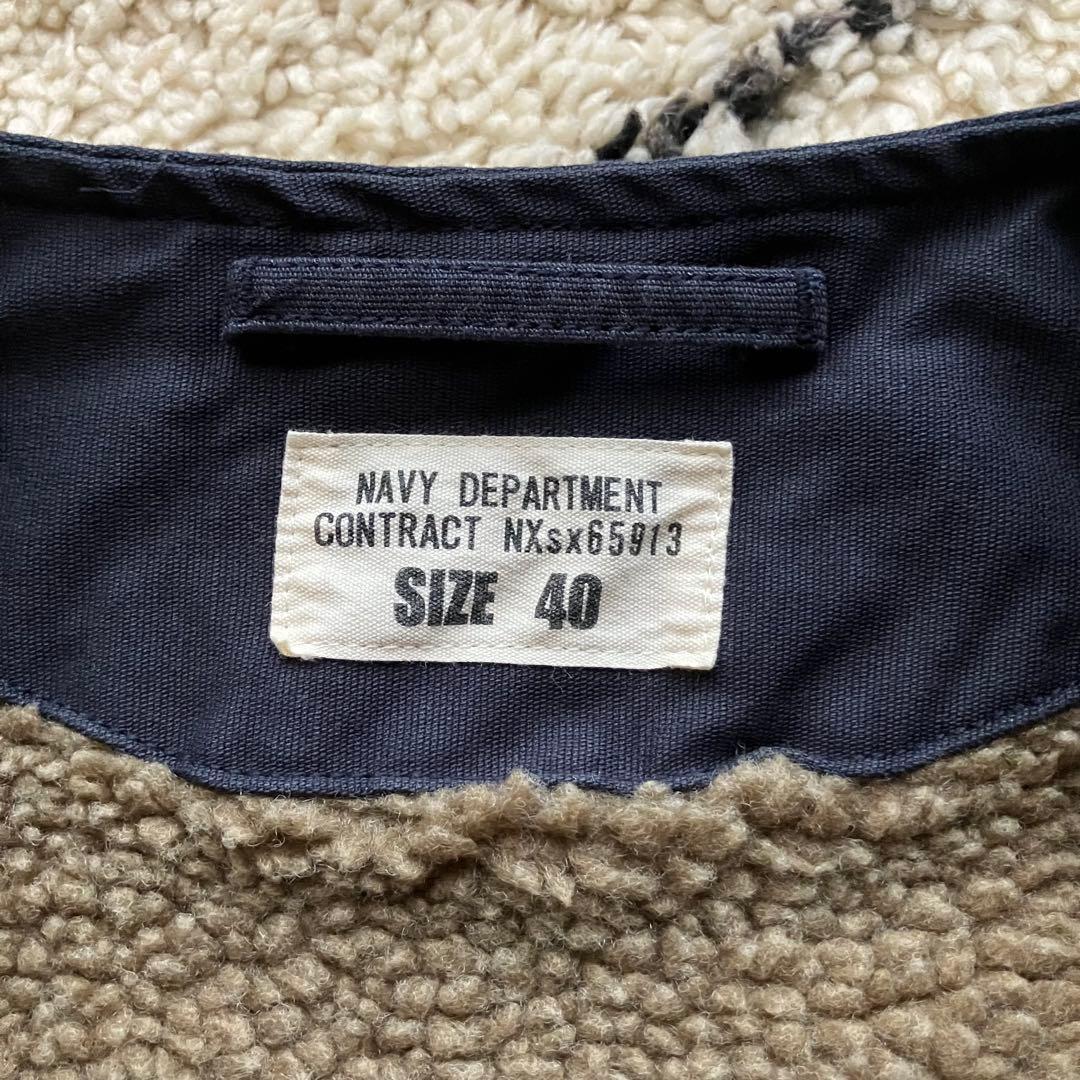 NAVY DEPARTMENT
CONTRACT NXsx65913
SIZE 40